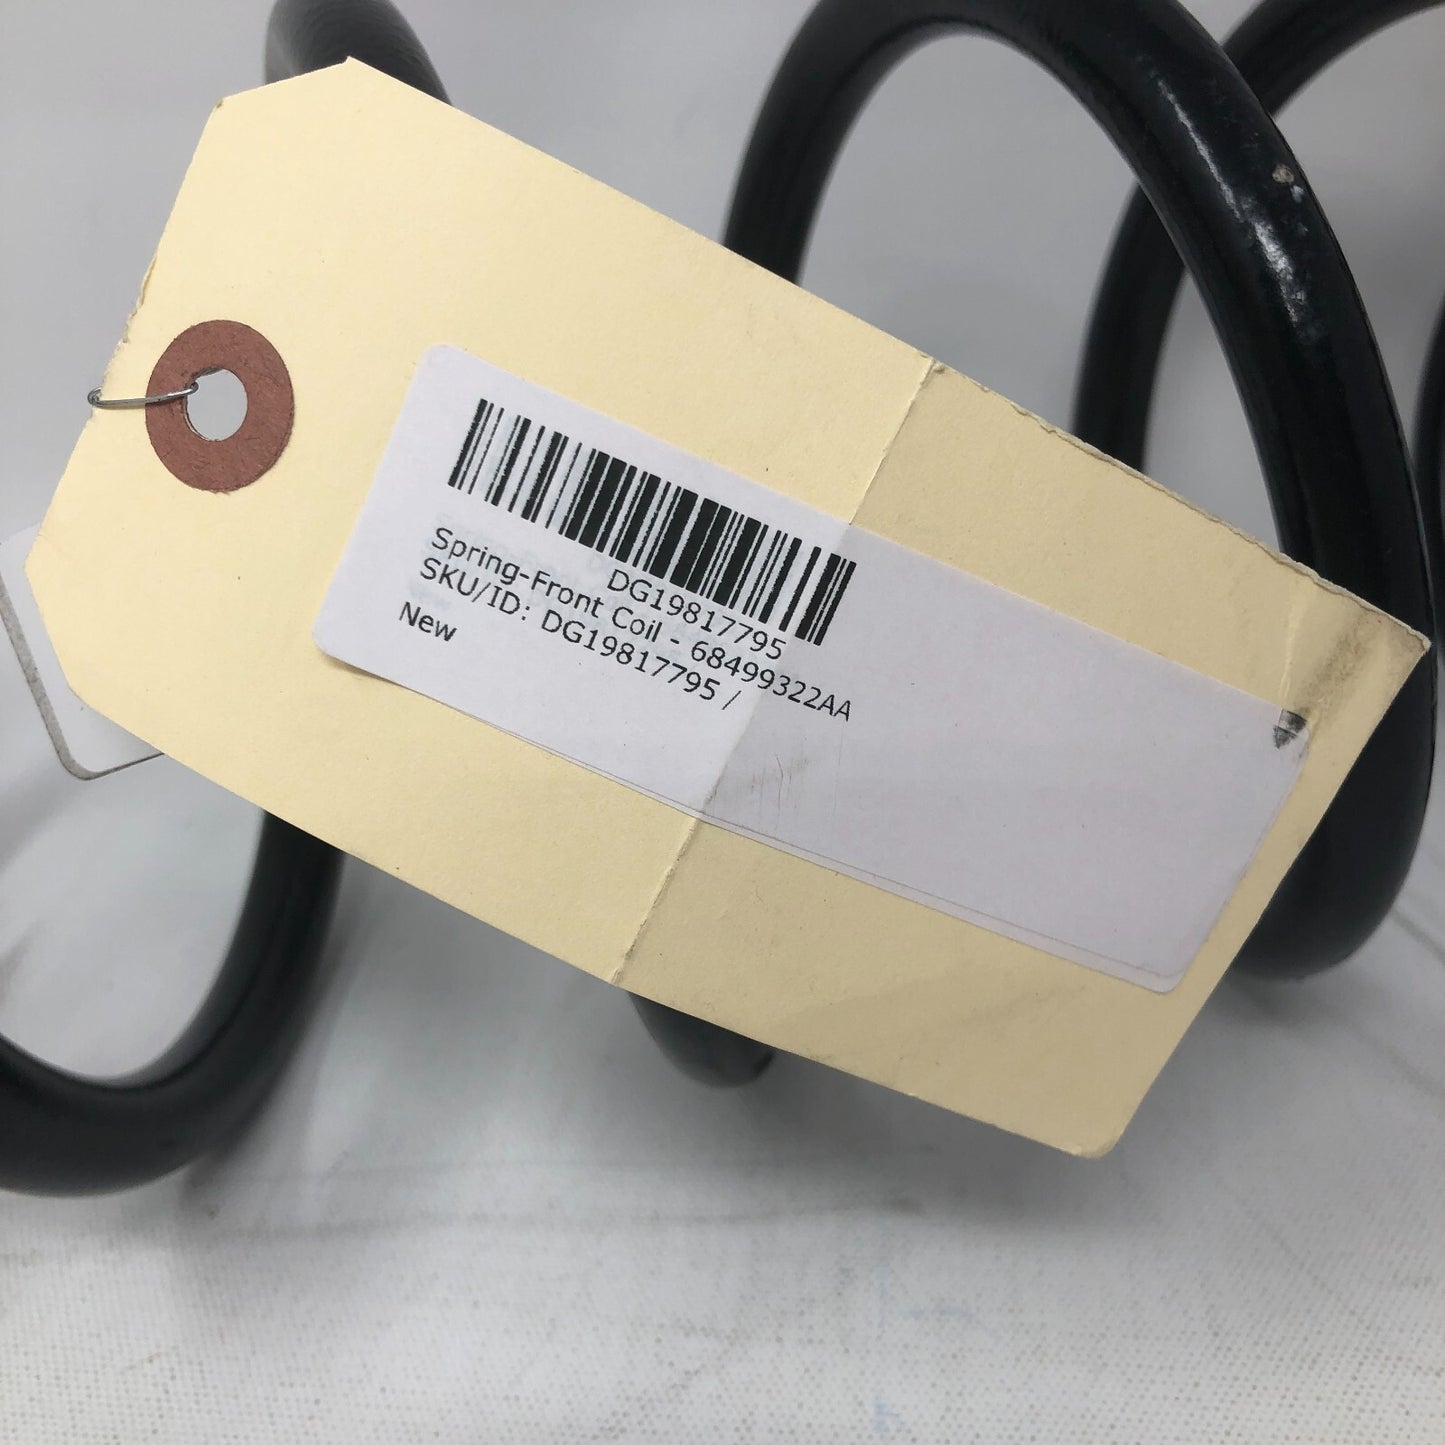 DG19817795
Spring-Front Coil - 68499322AA
SKU/ID: DG19817795 /
New